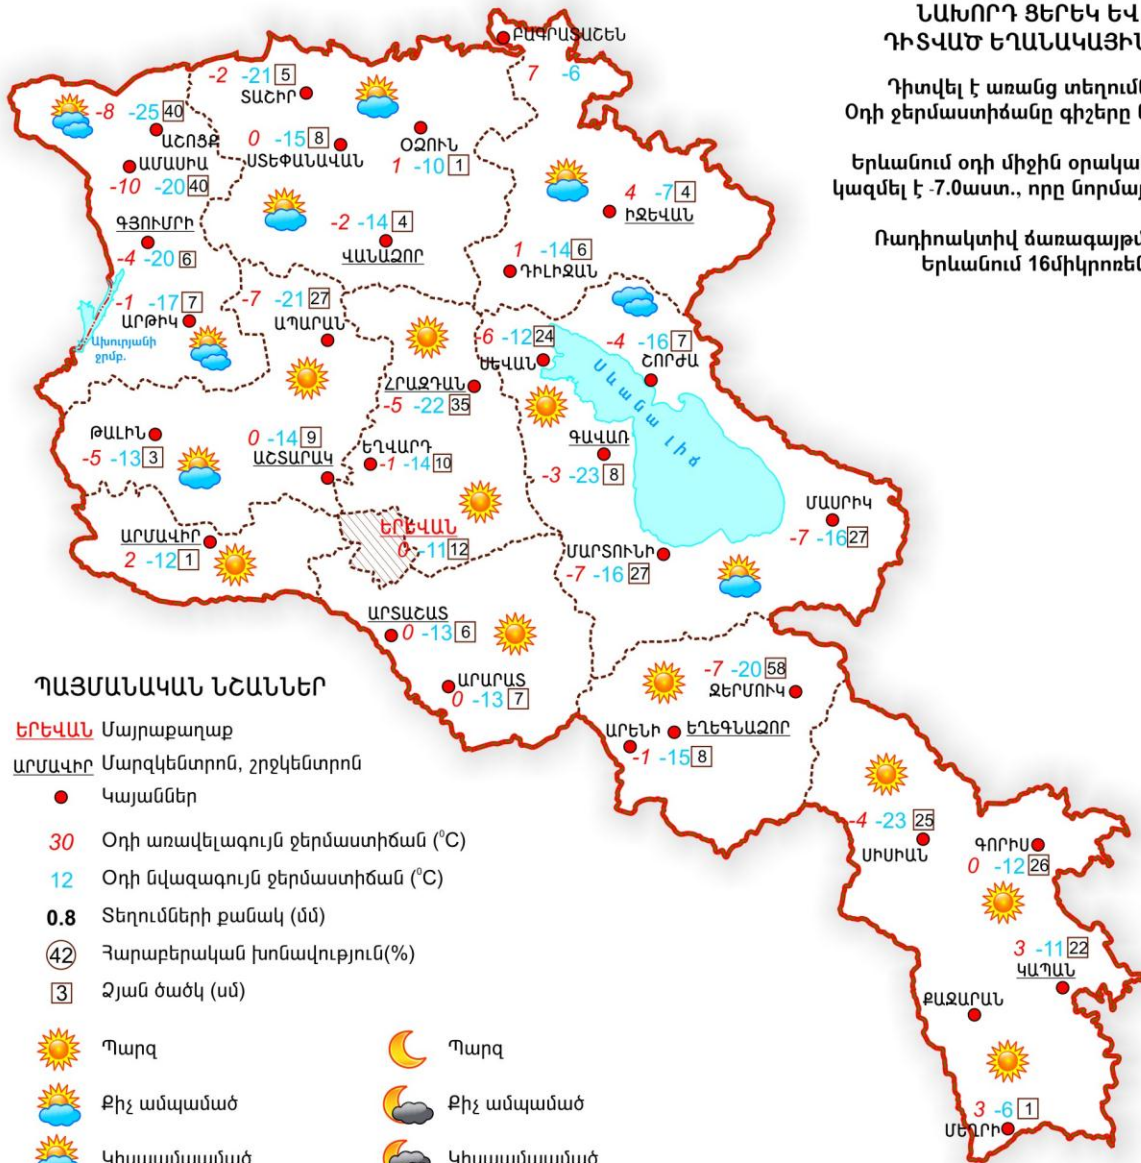 ՆԱԽՈՐԴ ՑԵՐԵԿ ԵՎ
ԴԻՏՎԱԾ ԵՂԱՆԱԿԱՅԻՆ
Դիտվել է առանց տեղում
Օդի ջերմաստիճանը գիշերը
Երևանում օդի միջին օրական
կազմել է -7.0աստ., որը նորմայ
Ռադիոակտիվ ճառագայթմ
Երևանում 16միկրոռեն
ԲԱԳՐԱՏԱՇԵՆ
7 -6
-2 -21 5
ՏԱՇԻՐ
-8 -25 40
ԱՇՈՑՔ
ԱՄԱՍԻԱ
-10 -20 40
0 -15 8
ՍՏԵՓԱՆԱՎԱՆ
ՕՁՈՒՆ
1 -10 1
4 -7 4
ԻՋԵՎԱՆ
ԳՅՈՒՄՐԻ
-4 -20 6
-2 -14 4
ՎԱՆԱՁՈՐ
1 -14 6
ԴԻԼԻՋԱՆ
-1 -17 7
ԱՐԹԻԿ
Ախուրյանի
ջրմբ.
-7 -21 27
ԱՊԱՐԱՆ
-6 -12 24
ՍԵՎԱՆ
-4 -16 7
ՇՈՐԺԱ
Սևանա լիճ
ՀՐԱԶԴԱՆ
-5 -22 35
ԹԱԼԻՆ
-5 -13 3
0 -14 9
ԱՇՏԱՐԱԿ
ԵՂՎԱՐԴ
-1 -14 10
ԳԱՎԱՌ
-3 -23 8
ՄԱՍՐԻԿ
-7 -16 27
ԱՐՄԱՎԻՐ
2 -12 1
ԵՐԵՎԱՆ
0 -11 12
ՄԱՐՏՈՒՆԻ
-7 -16 27
ԱՐՏԱՇԱՏ
0 -13 6
ԱՐԱՐԱՏ
0 -13 7
-7 -20 58
ՋԵՐՄՈՒԿ
ԱՐԵՆԻ
ԵՂԵԳՆԱՁՈՐ
-1 -15 8
-4 -23 25
ՍԻՍԻԱՆ
ԳՈՐԻՍ
0 -12 26
3 -11 22
ԿԱՊԱՆ
ՔԱՋԱՐԱՆ
3 -6 1
ՄԵՂՐԻ
ՊԱՅՄԱՆԱԿԱՆ ՆՇԱՆՆԵՐ
ԵՐԵՎԱՆ Մայրաքաղաք
ԱՐՄԱՎԻՐ Մարզկենտրոն, շրջկենտրոն
Կայաններ
30 Օդի առավելագույն ջերմաստիճան (⁰C)
12 Օդի նվազագույն ջերմաստիճան (⁰C)
0.8 Տեղումների քանակ (մմ)
42 Հարաբերական խոնավություն(%)
3 Ձյան ծածկ (սմ)
Պարզ Պարզ
Քիչ ամպամած Քիչ ամպամած